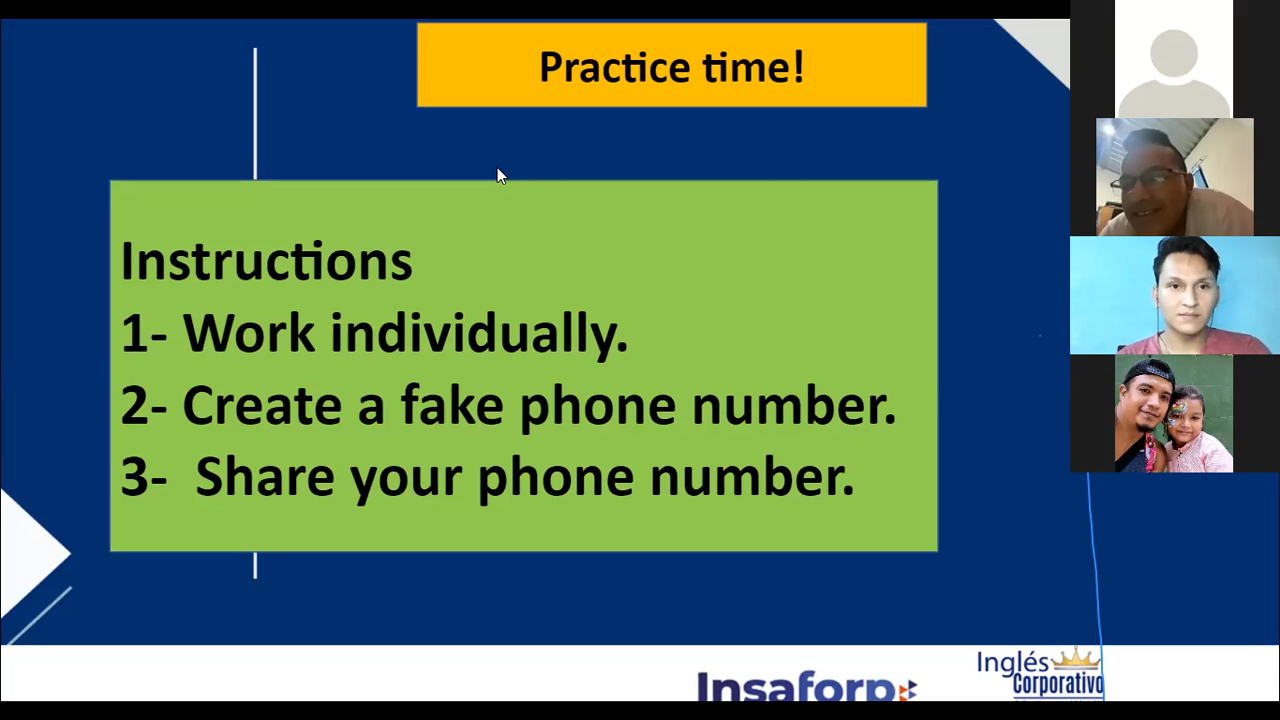 Practice time!
Instructions
1- Work individually.
2- Create a fake phone number.
3- Share your phone number.
Insaforp
Inglés
Corporativo